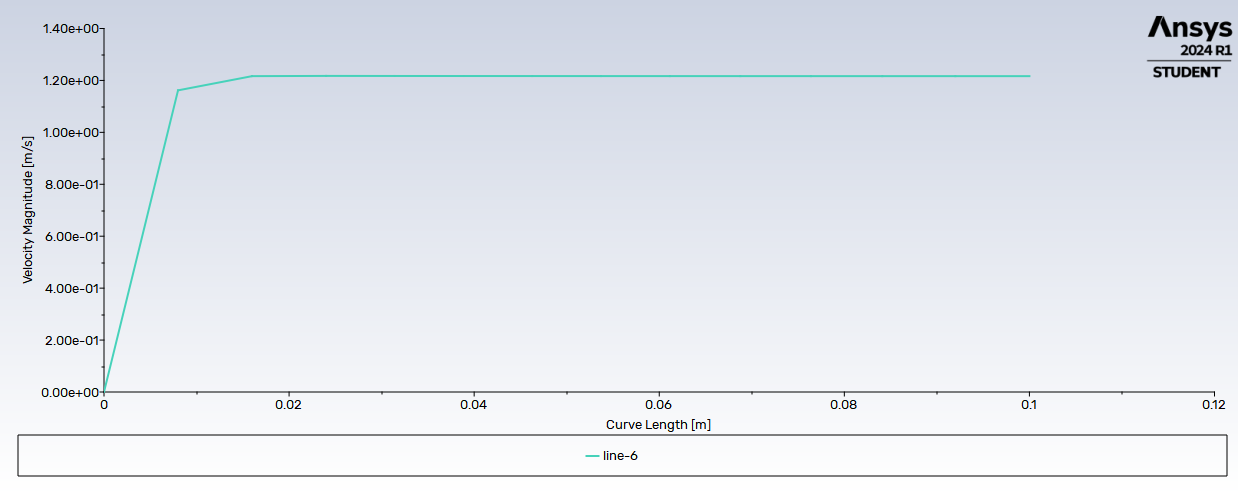 Ansys
2024 R1
STUDENT
1.40e+00
1.20e+00
1.00e+00
8.00e-01
6.00e-01
4.00e-01
2.00e-01
0.00e+00
Velocity Magnitude [m/s]
0 0.02 0.04 0.06 0.08 0.1 0.12
Curve Length [m]
line-6